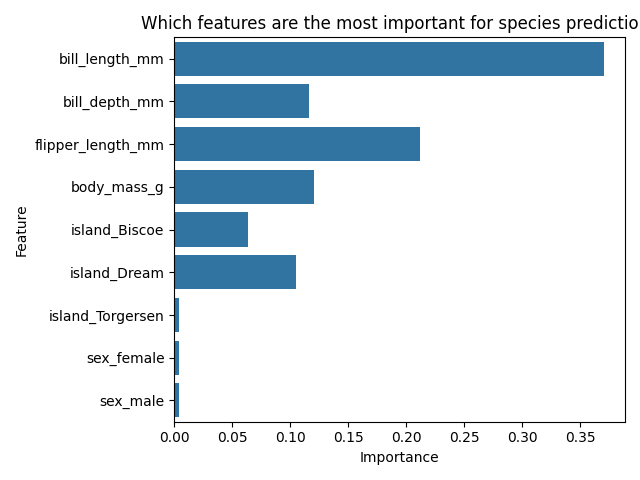 Which features are the most important for species predictio
bill_length_mm
bill_depth_mm
flipper_length_mm
body_mass_g
island_Biscoe
island_Dream
island_Torgersen
sex_female
sex_male
Feature
0.00 0.05 0.10 0.15 0.20 0.25 0.30 0.35
Importance